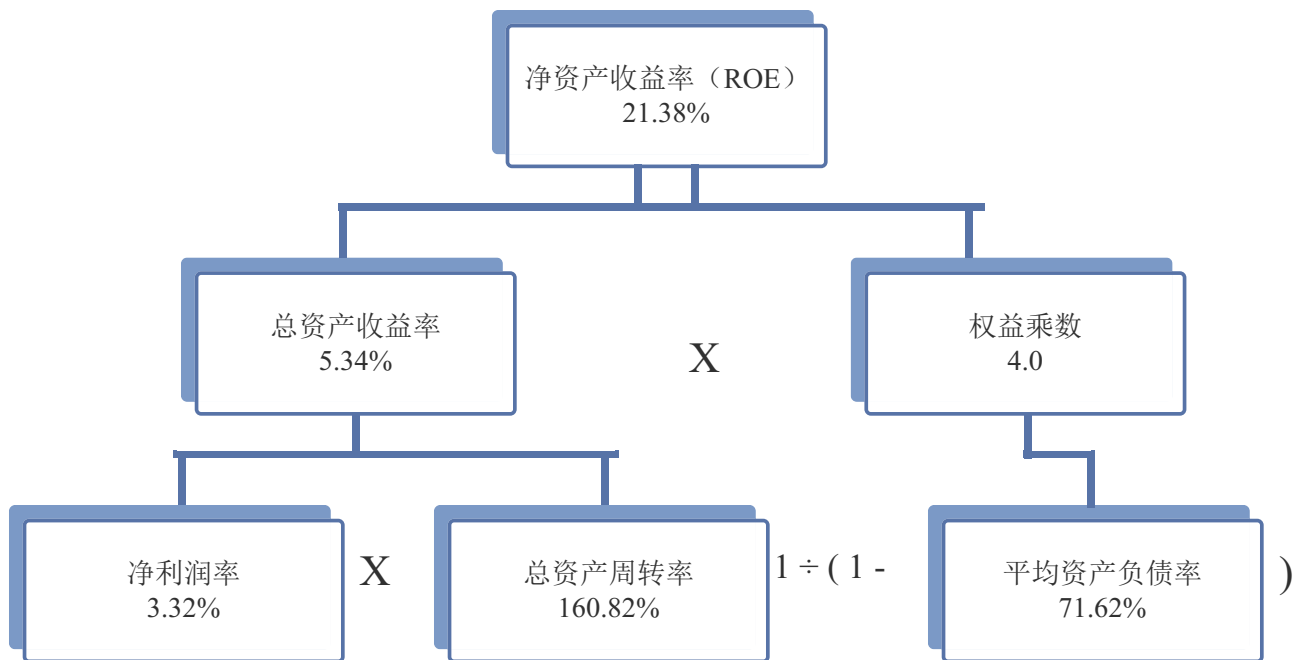 净资产收益率（ROE）
21.38%
总资产收益率
5.34%
X
权益乘数
4.0
净利润率
3.32%
X
总资产周转率
160.82%
1 ÷ ( 1 -
平均资产负债率
71.62%
)